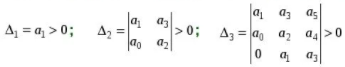 Δ₁ = a₁ > 0 ; Δ₂ = |a₁ a₃; a₀ a₂| > 0 ; Δ₃ = |a₁ a₃ a₅; a₀ a₂ a₄; 0 a₁ a₃| > 0